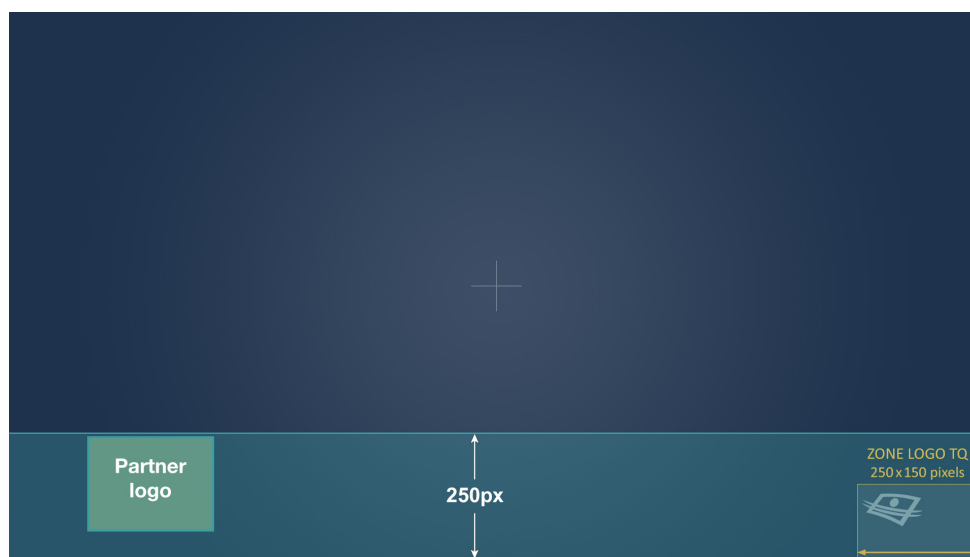 Partner
logo
250px
ZONE LOGO TQ
250 x 150 pixels